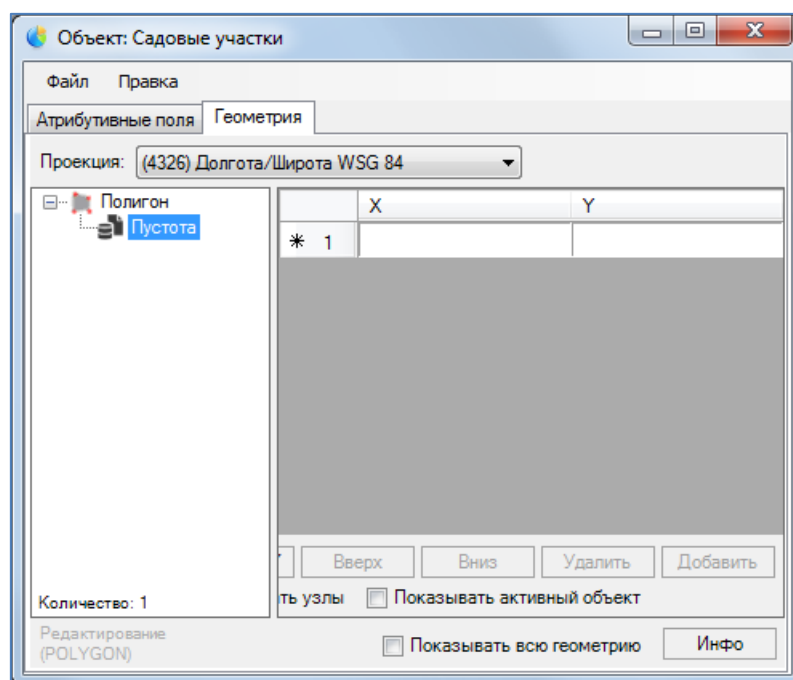 Объект: Садовые участки
Файл Правка
Атрибутивные поля Геометрия
Проекция: (4326) Долгота/Широта WSG 84
Полигон
Пустота
X Y
* 1
Вверх Вниз Удалить Добавить
ть узлы Показывать активный объект
Количество: 1
Редактирование
(POLYGON)
Показывать всю геометрию Инфо